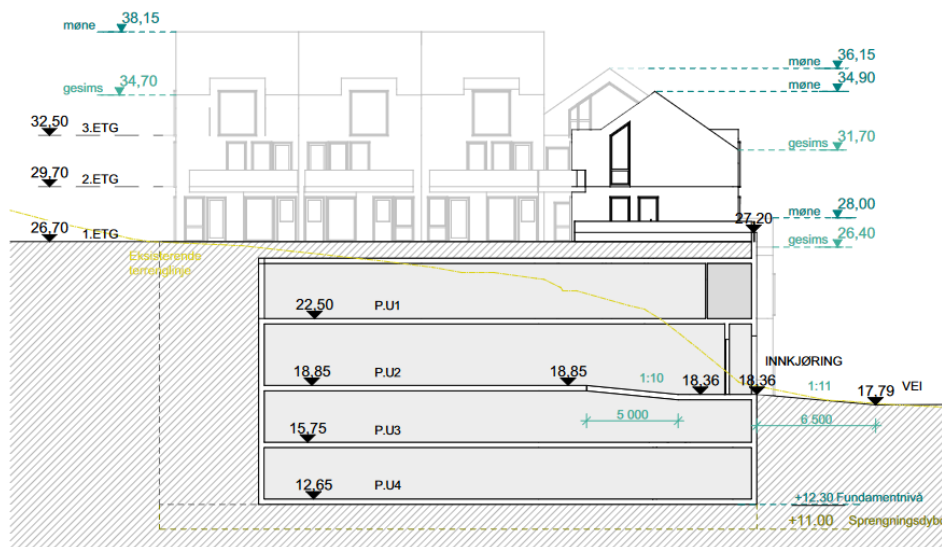 møne 38,15
36,15
møne
møne 34,90
gesims 34,70
32,50 3.ETG
gesims 31,70
29,70 2.ETG
møne 28,00
27,20
26,70 1.ETG
gesims 26,40
Eksisterende
terrenglinje
22,50 P.U1
INNKJØRING
18,85 P.U2 18,85 1:10 18,36 18,36 1:11 17,79 VEI
5 000 6 500
15,75 P.U3
12,65 P.U4
+12.30 Fundamentnivå
+11.00 Sprengningsdybd